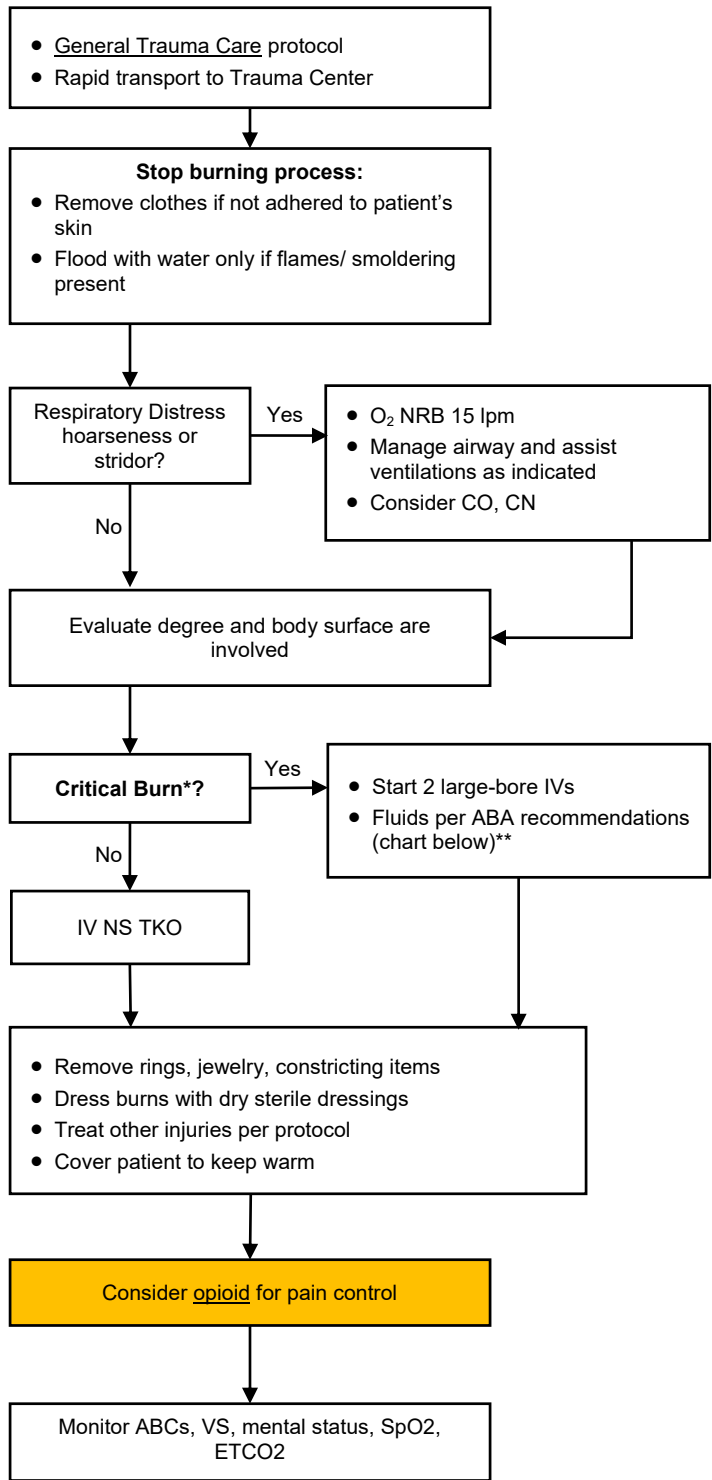 ● General Trauma Care protocol
● Rapid transport to Trauma Center
Stop burning process:
● Remove clothes if not adhered to patient's
skin
● Flood with water only if flames/ smoldering
present
Respiratory Distress
hoarseness or
stridor?
Yes
● O₂ NRB 15 lpm
● Manage airway and assist
ventilations as indicated
● Consider CO, CN
No
Evaluate degree and body surface are
involved
Critical Burn*?
Yes
● Start 2 large-bore IVs
● Fluids per ABA recommendations
(chart below)**
No
IV NS TKO
● Remove rings, jewelry, constricting items
● Dress burns with dry sterile dressings
● Treat other injuries per protocol
● Cover patient to keep warm
Consider opioid for pain control
Monitor ABCs, VS, mental status, SpO2,
ETCO2